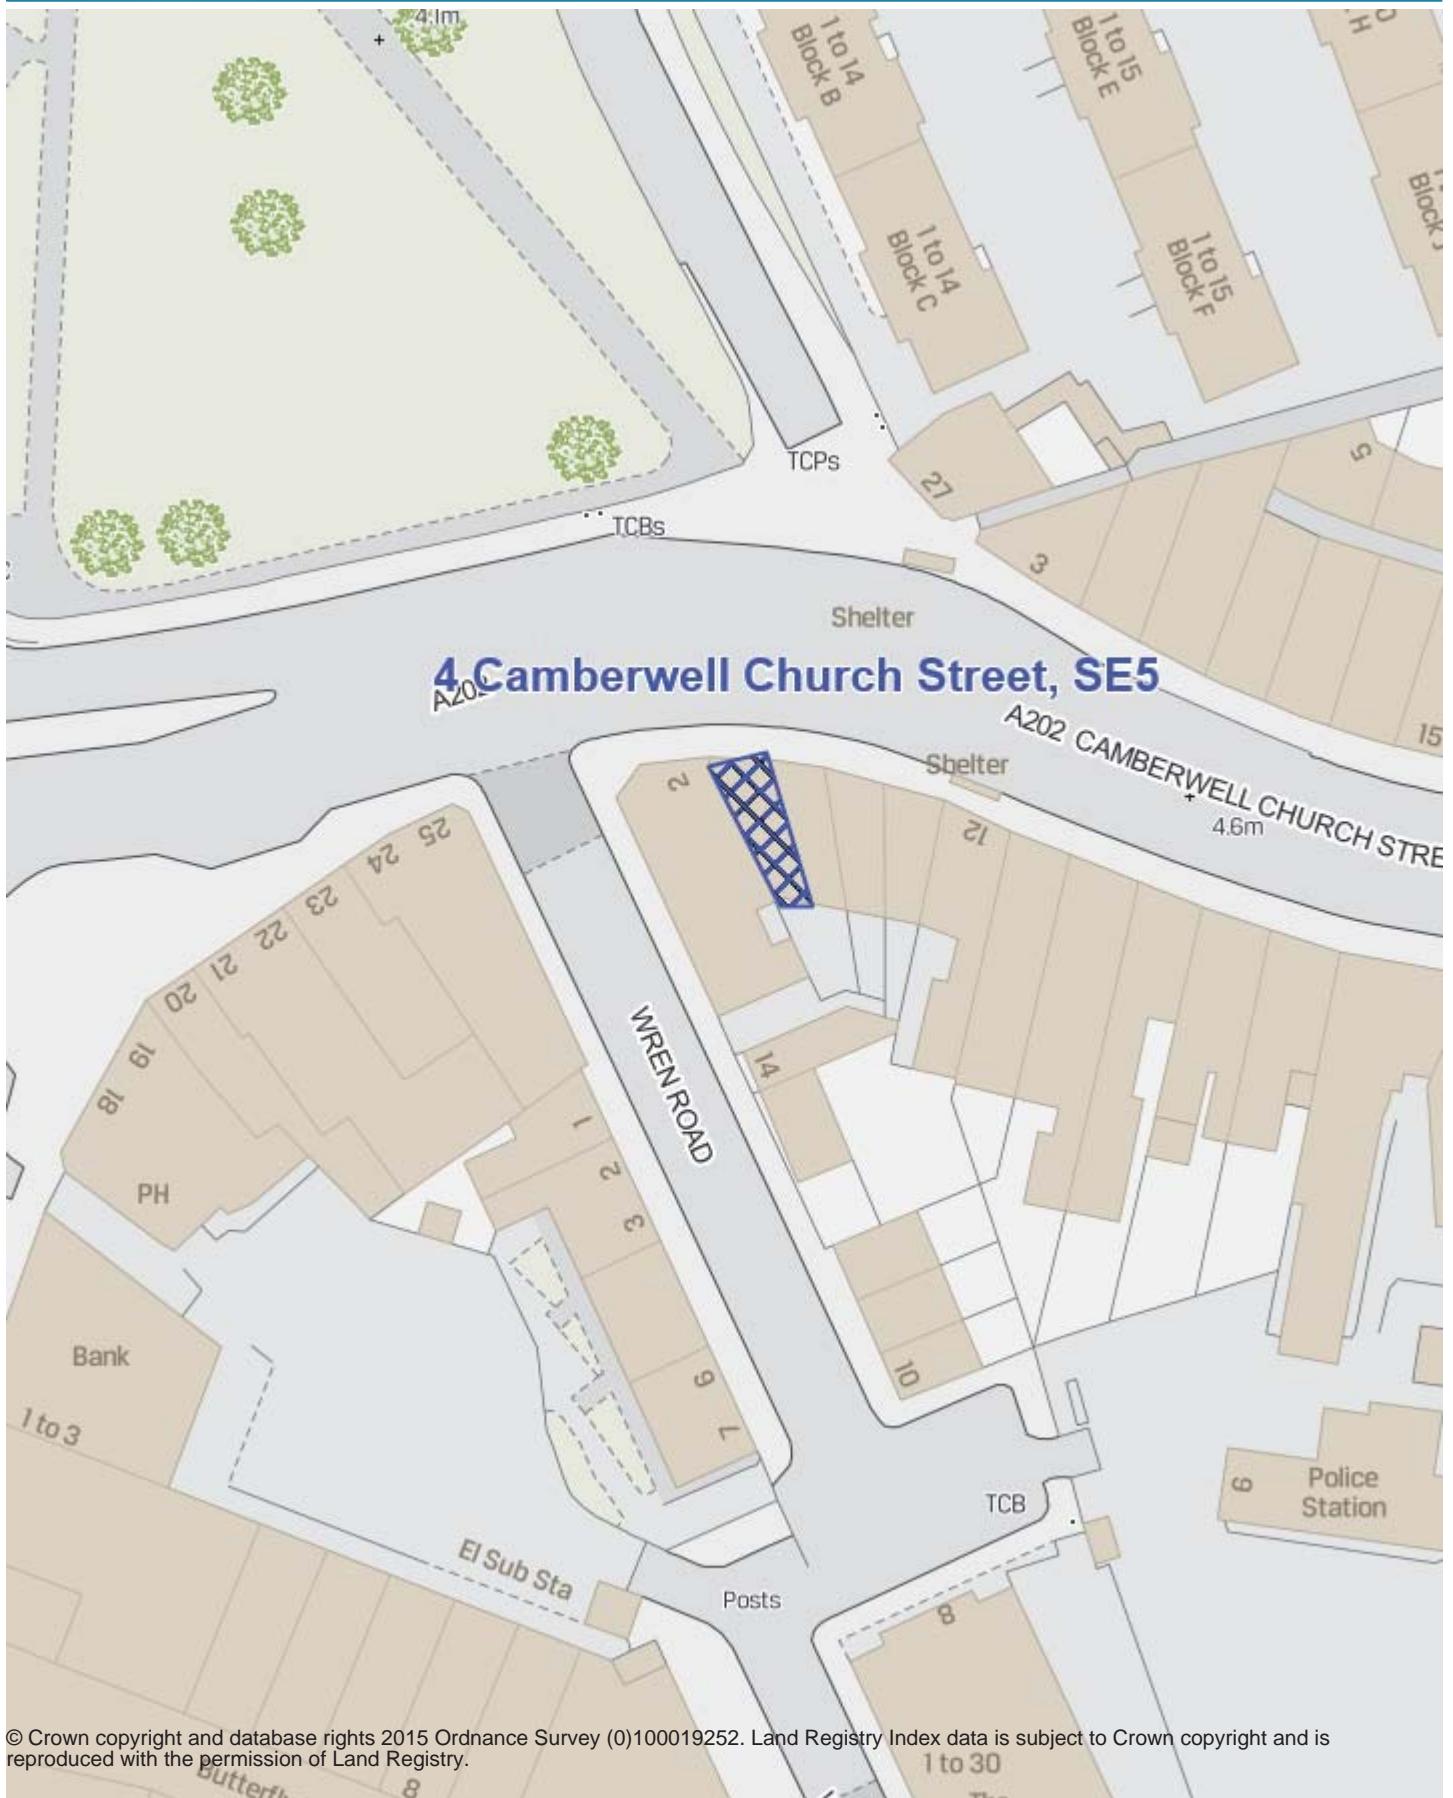 4.1m
1 to 14
Block B
1 to 15
Block E
H
Block J
1 to 14
Block C
1 to 15
Block F
TCPs
27
5
TCBs
3
Shelter
4 Camberwell Church Street, SE5
A202
A202 CAMBERWELL CHURCH STRE
15
Shelter
4.6m
2
12
25
24
23
22
21
20
19
18
WREN ROAD
14
1
2
3
PH
Bank
1 to 3
6
7
10
TCB
9
Police
Station
El Sub Sta
Posts
8
© Crown copyright and database rights 2015 Ordnance Survey (0)100019252. Land Registry Index data is subject to Crown copyright and is
reproduced with the permission of Land Registry.
1 to 30
Butterfl
8